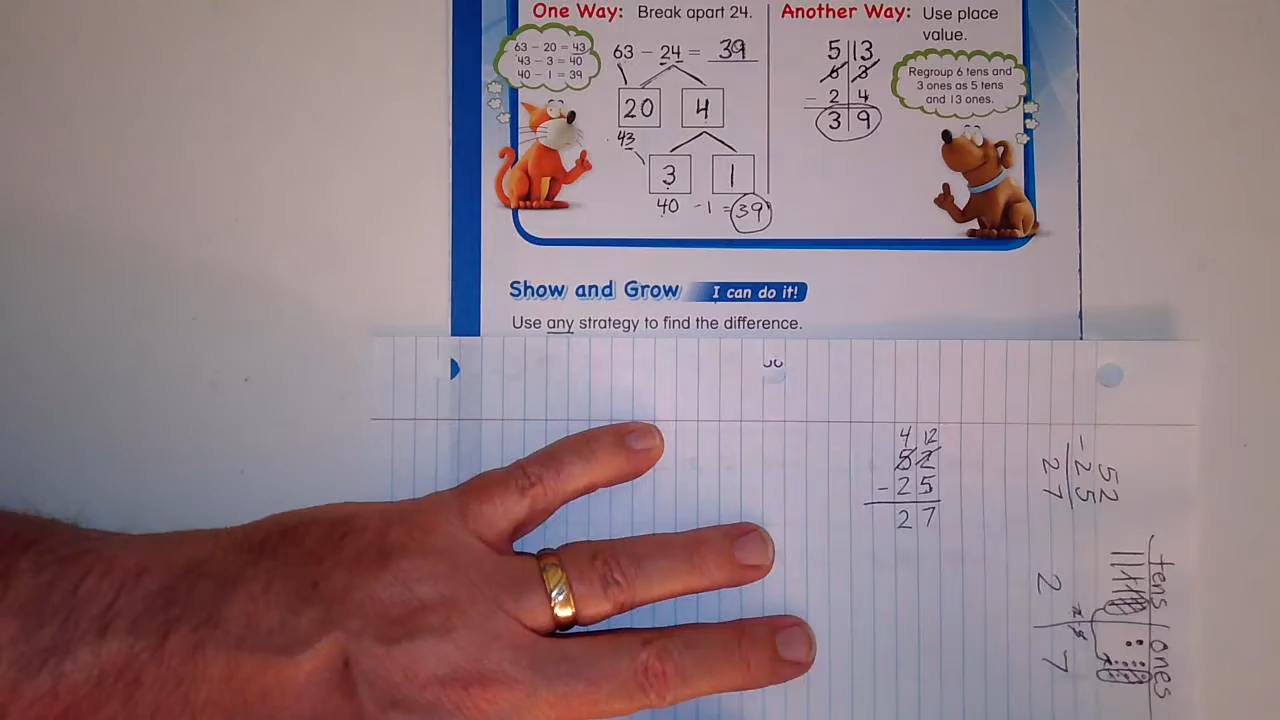 One Way: Break apart 24.
63 - 20 = 43
43 - 3 = 40
40 - 1 = 39
63 - 24 = 39
20 4
43
3 1
40 - 1 = 39
Another Way: Use place
value.
5 13
6 3
- 2 4
3 9
Regroup 6 tens and
3 ones as 5 tens
and 13 ones.
Show and Grow I can do it!
Use any strategy to find the difference.
4 12
5 2
- 2 5
2 7
52
- 25
27
tens ones
2 7